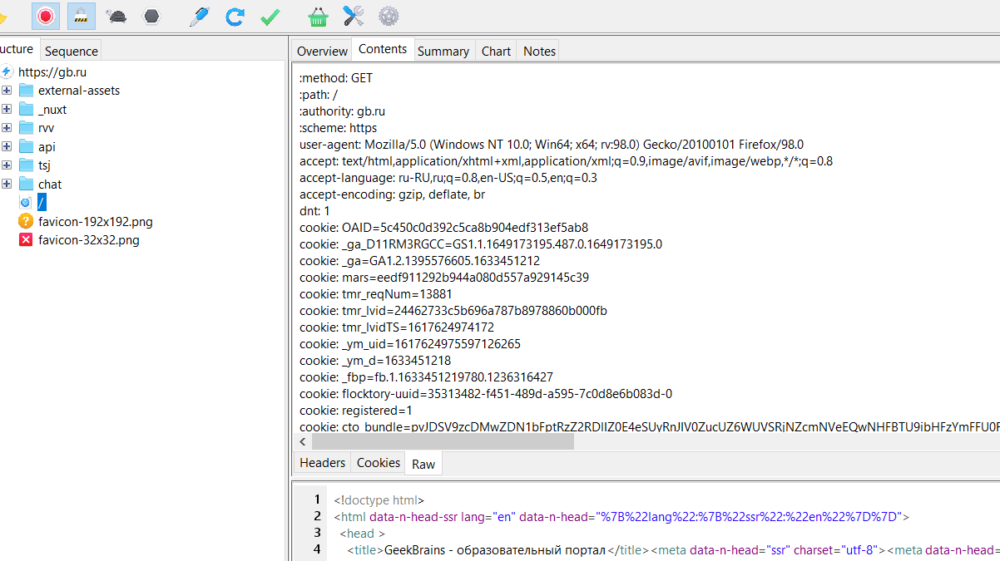 ucture
Sequence
https://gb.ru
external-assets
_nuxt
rvv
api
tsj
chat
/
favicon-192x192.png
favicon-32x32.png
Overview
Contents
Summary
Chart
Notes
:method: GET
:path: /
:authority: gb.ru
:scheme: https
user-agent: Mozilla/5.0 (Windows NT 10.0; Win64; x64; rv:98.0) Gecko/20100101 Firefox/98.0
accept: text/html,application/xhtml+xml,application/xml;q=0.9,image/avif,image/webp,*/*;q=0.8
accept-language: ru-RU,ru;q=0.8,en-US;q=0.5,en;q=0.3
accept-encoding: gzip, deflate, br
dnt: 1
cookie: OAID=5c450c0d392c5ca8b904edf313ef5ab8
cookie: _ga_D11RM3RGCC=GS1.1.1649173195.487.0.1649173195.0
cookie: _ga=GA1.2.1395576605.1633451212
cookie: mars=eedf911292b944a080d557a929145c39
cookie: tmr_reqNum=13881
cookie: tmr_lvid=24462733c5b696a787b8978860b000fb
cookie: tmr_lvidTS=1617624974172
cookie: _ym_uid=1617624975597126265
cookie: _ym_d=1633451218
cookie: _fbp=fb.1.1633451219780.1236316427
cookie: flocktory-uuid=35313482-f451-489d-a595-7c0d8e6b083d-0
cookie: registered=1
cookie:
Headers
Cookies
Raw
1 <!doctype html>
2 <html data-n-head-ssr lang="en" data-n-head="%7B%22lang%22:%7B%22ssr%22:%22en%22%7D%7D">
3 <head >
4 <title>GeekBrains - образовательный портал</title><meta data-n-head="ssr" charset="utf-8"><meta data-n-head=